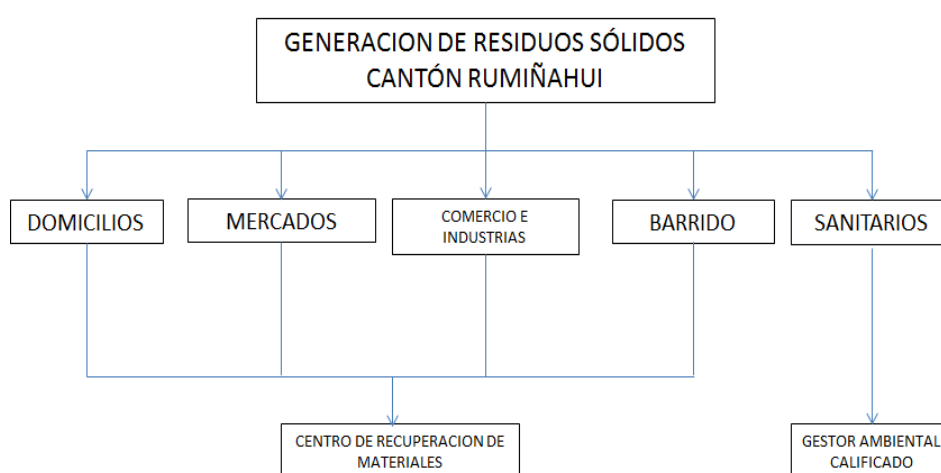 GENERACION DE RESIDUOS SÓLIDOS
CANTÓN RUMIÑAHUI
DOMICILIOS
MERCADOS
COMERCIO E
INDUSTRIAS
BARRIDO
SANITARIOS
CENTRO DE RECUPERACION DE
MATERIALES
GESTOR AMBIENTAL
CALIFICADO